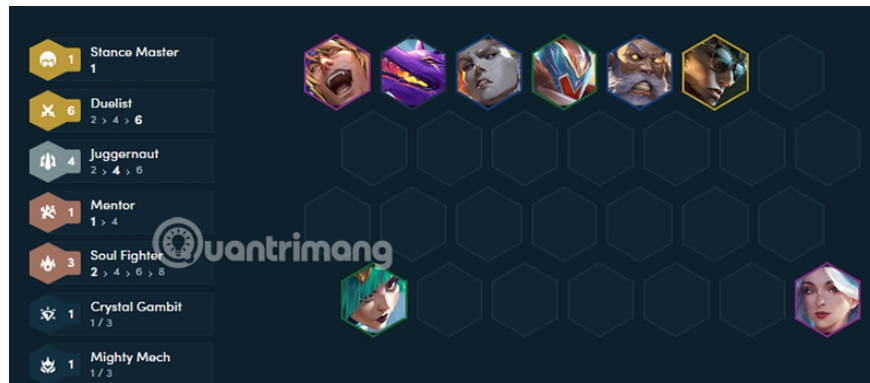 1 Stance Master
1
6 Duelist
2 > 4 > 6
4 Juggernaut
2 > 4 > 6
1 Mentor
1 > 4
3 Soul Fighter
2 > 4 > 6 > 8
1 Crystal Gambit
1 / 3
1 Mighty Mech
1 / 3
Quantrimang